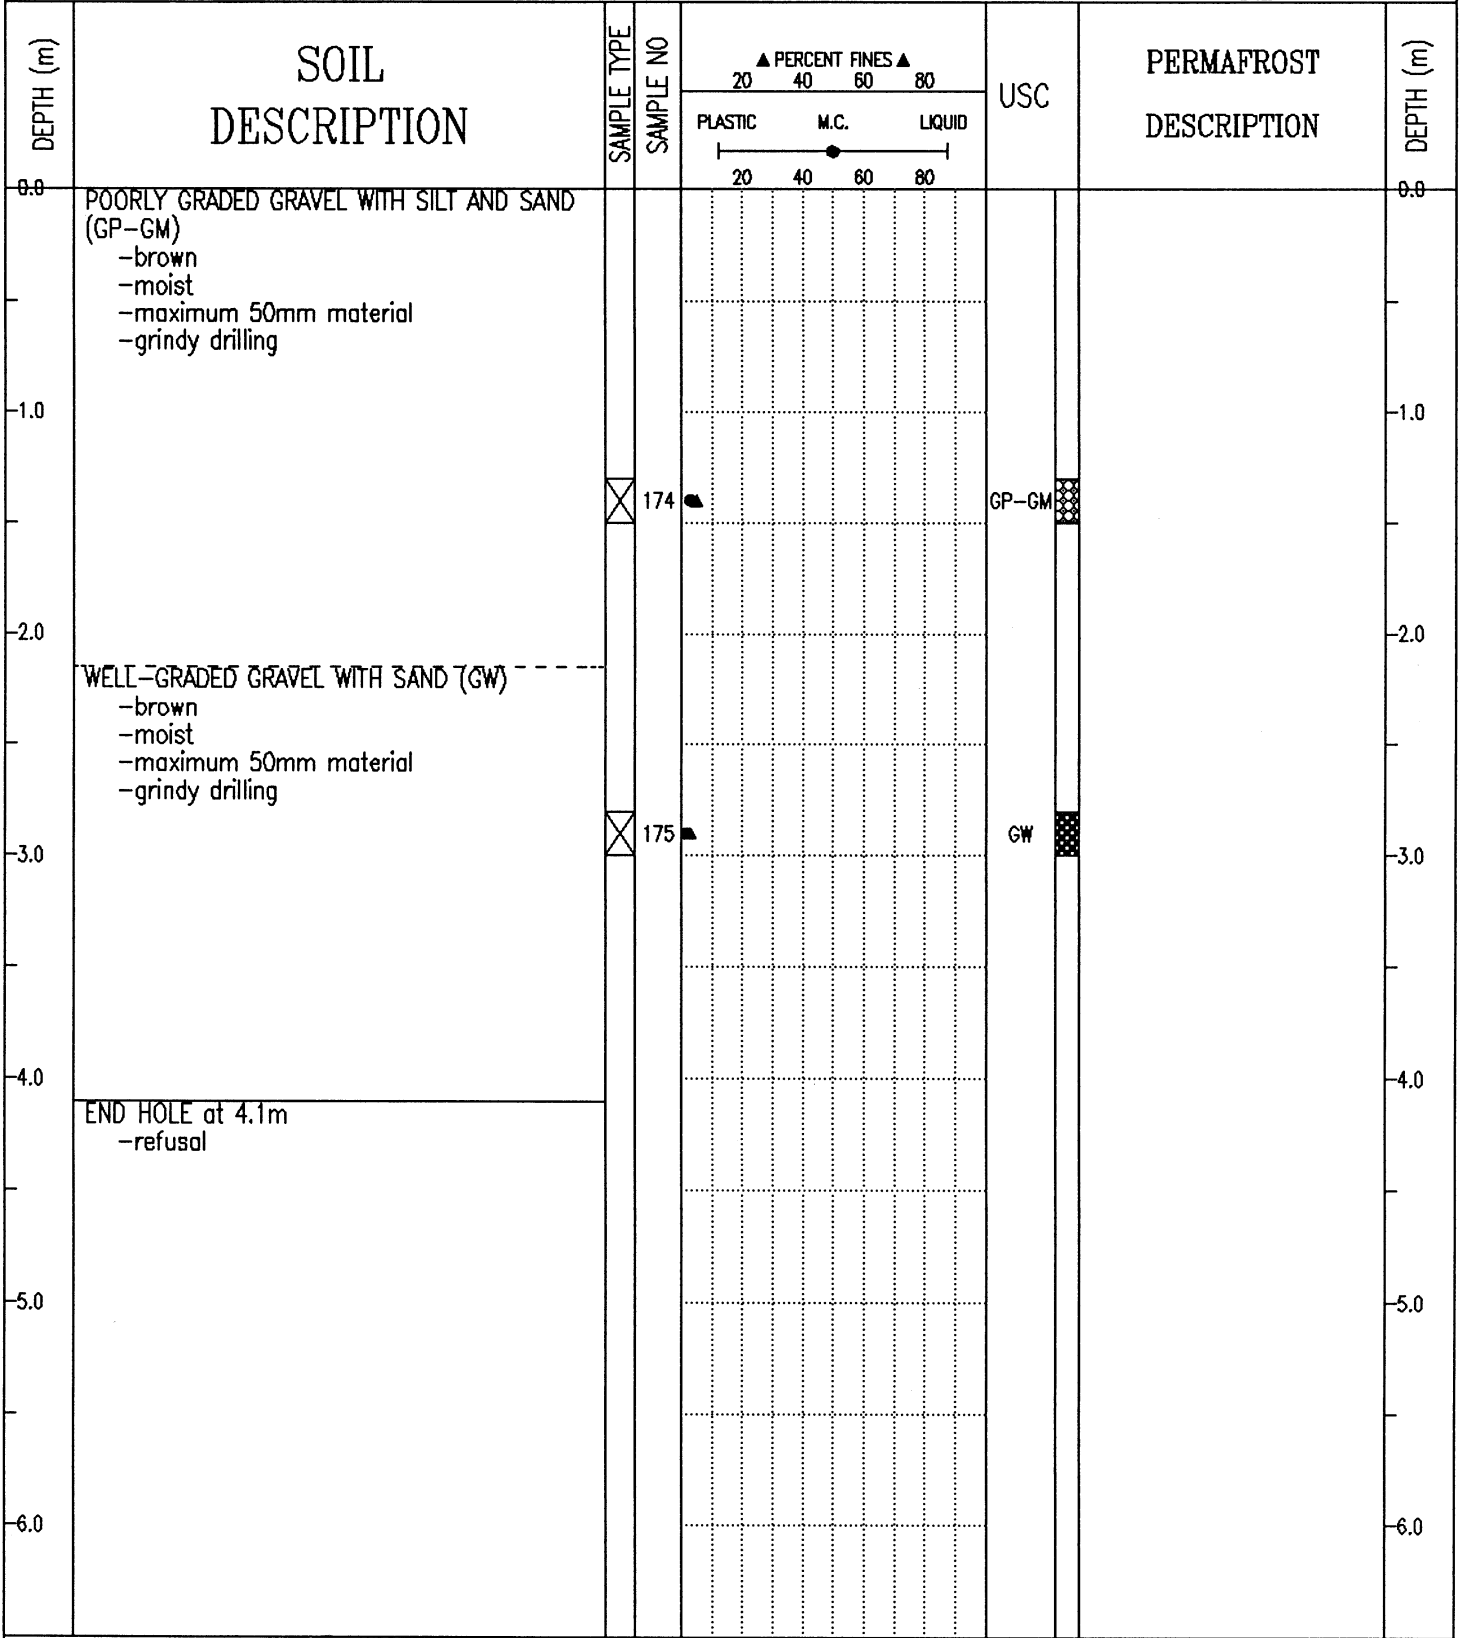 DEPTH (m)
SOIL
DESCRIPTION
SAMPLE TYPE
SAMPLE NO
▲ PERCENT FINES ▲
20 40 60 80
PLASTIC M.C. LIQUID
20 40 60 80
USC
PERMAFROST
DESCRIPTION
DEPTH (m)
0.0
POORLY GRADED GRAVEL WITH SILT AND SAND
(GP-GM)
-brown
-moist
-maximum 50mm material
-grindy drilling
0.0
1.0
1.0
174
GP-GM
2.0
2.0
WELL-GRADED GRAVEL WITH SAND (GW)
-brown
-moist
-maximum 50mm material
-grindy drilling
175
GW
3.0
3.0
4.0
4.0
END HOLE at 4.1m
-refusal
5.0
5.0
6.0
6.0